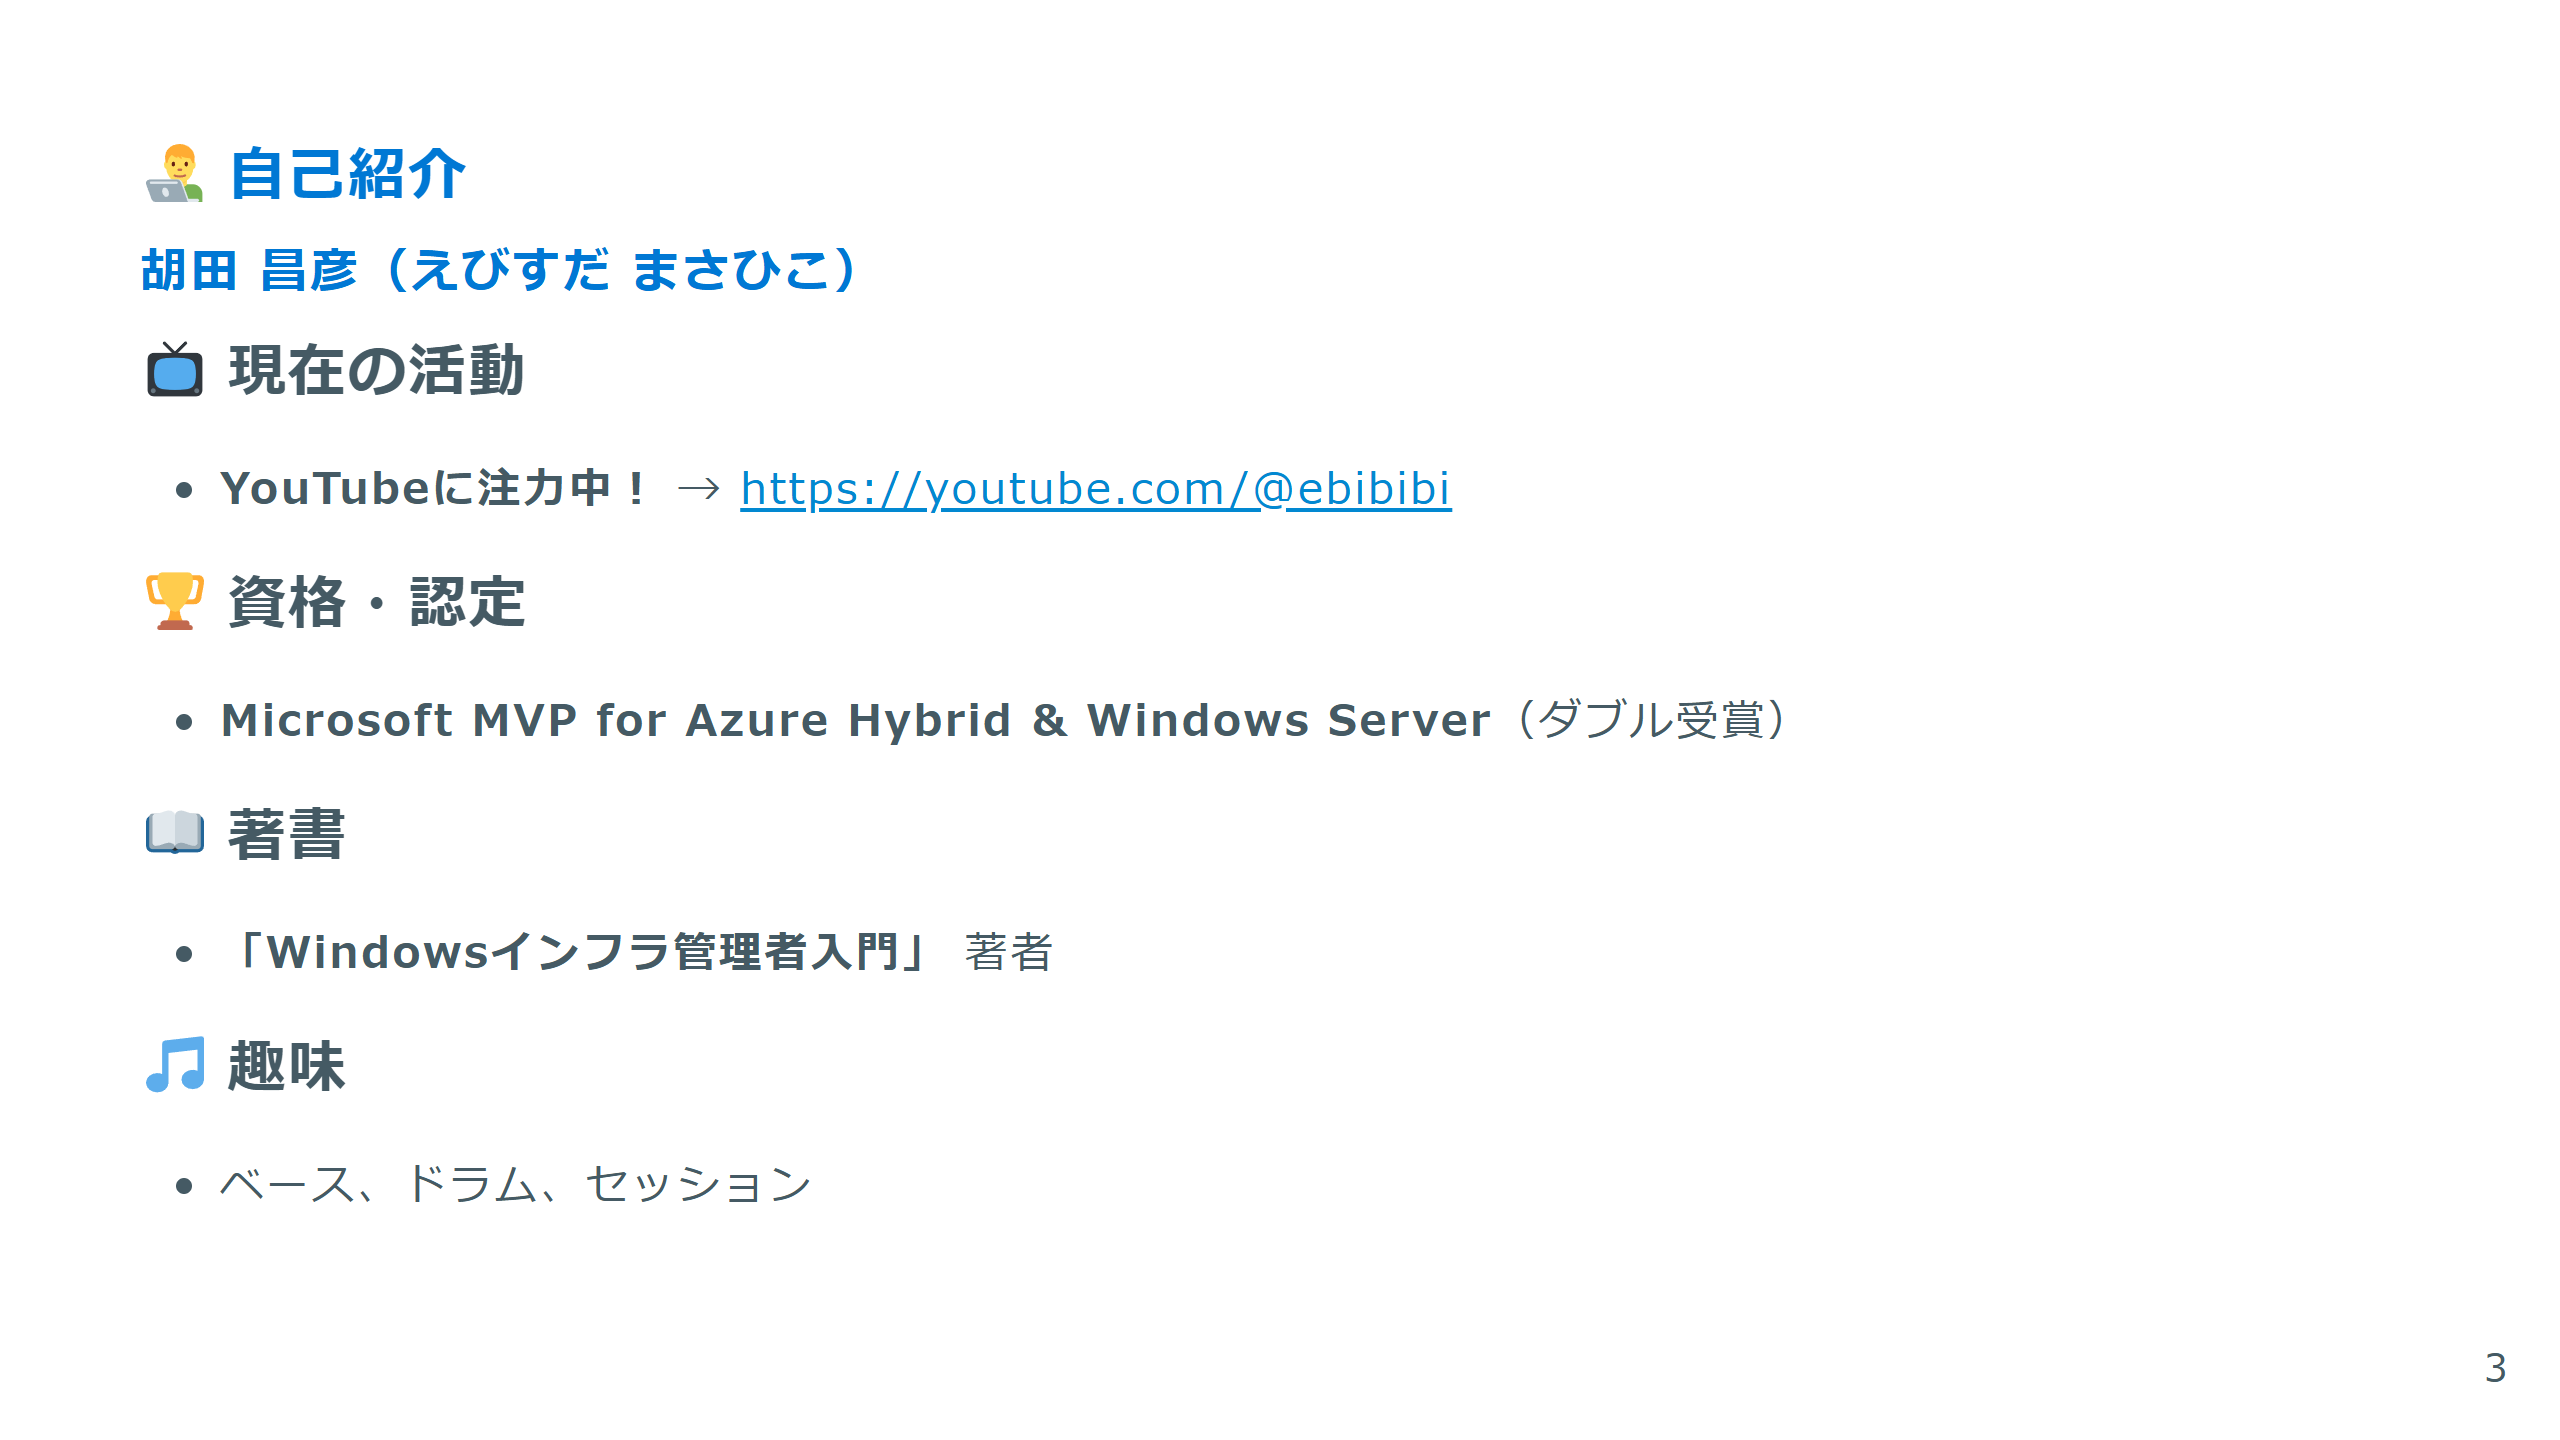 自己紹介
胡田 昌彦（えびすだ まさひこ）
現在の活動
• YouTubeに注力中！ → https://youtube.com/@ebibibi
資格・認定
• Microsoft MVP for Azure Hybrid & Windows Server（ダブル受賞）
著書
• 「Windowsインフラ管理者入門」 著者
趣味
• ベース、ドラム、セッション
3